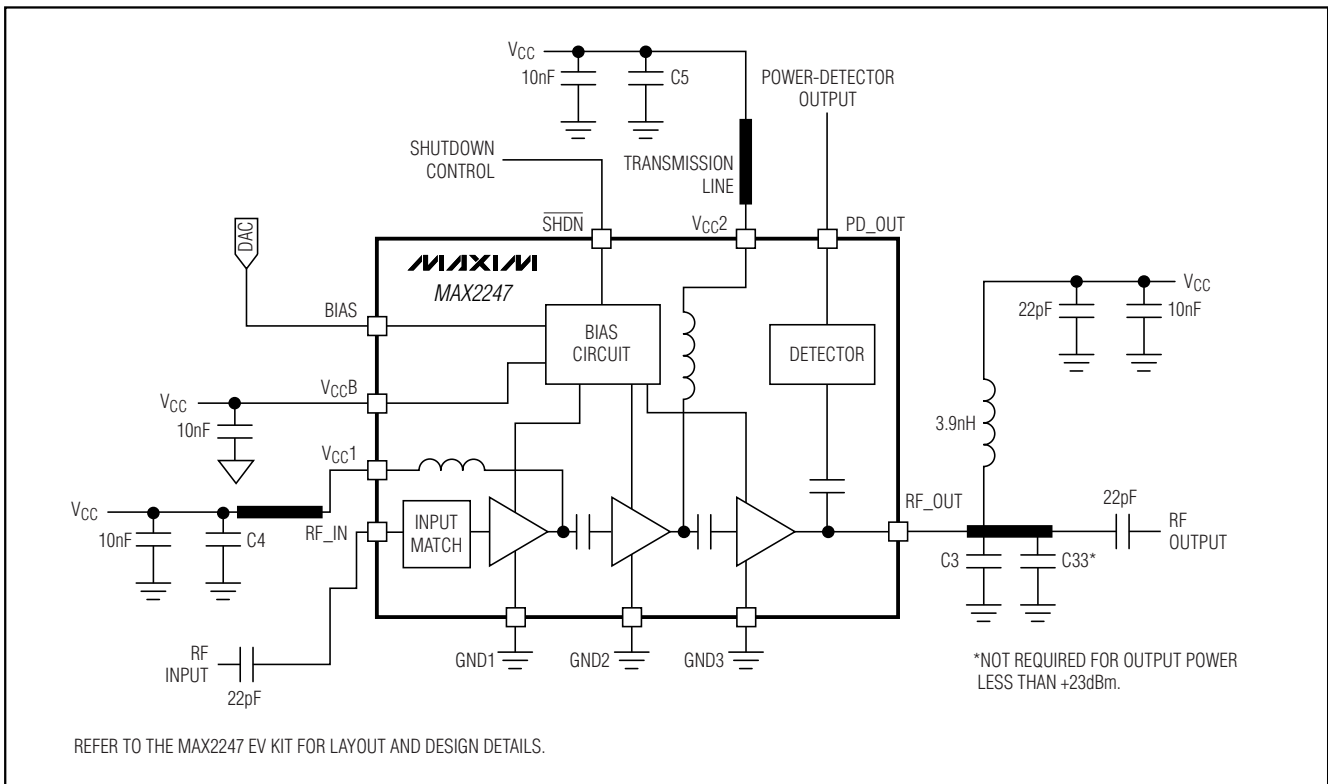 VCC
10nF
C5
POWER-DETECTOR
OUTPUT
SHUTDOWN
CONTROL
TRANSMISSION
LINE
DAC
SHDN
VCC2
PD_OUT
MAXIM
MAX2247
BIAS
BIAS
CIRCUIT
DETECTOR
VCC
22pF
10nF
3.9nH
VCC
VCCB
10nF
VCC1
VCC
10nF
C4
RF_IN
INPUT
MATCH
RF_OUT
22pF
RF
OUTPUT
C3
C33*
RF
INPUT
22pF
GND1
GND2
GND3
*NOT REQUIRED FOR OUTPUT POWER
LESS THAN +23dBm.
REFER TO THE MAX2247 EV KIT FOR LAYOUT AND DESIGN DETAILS.